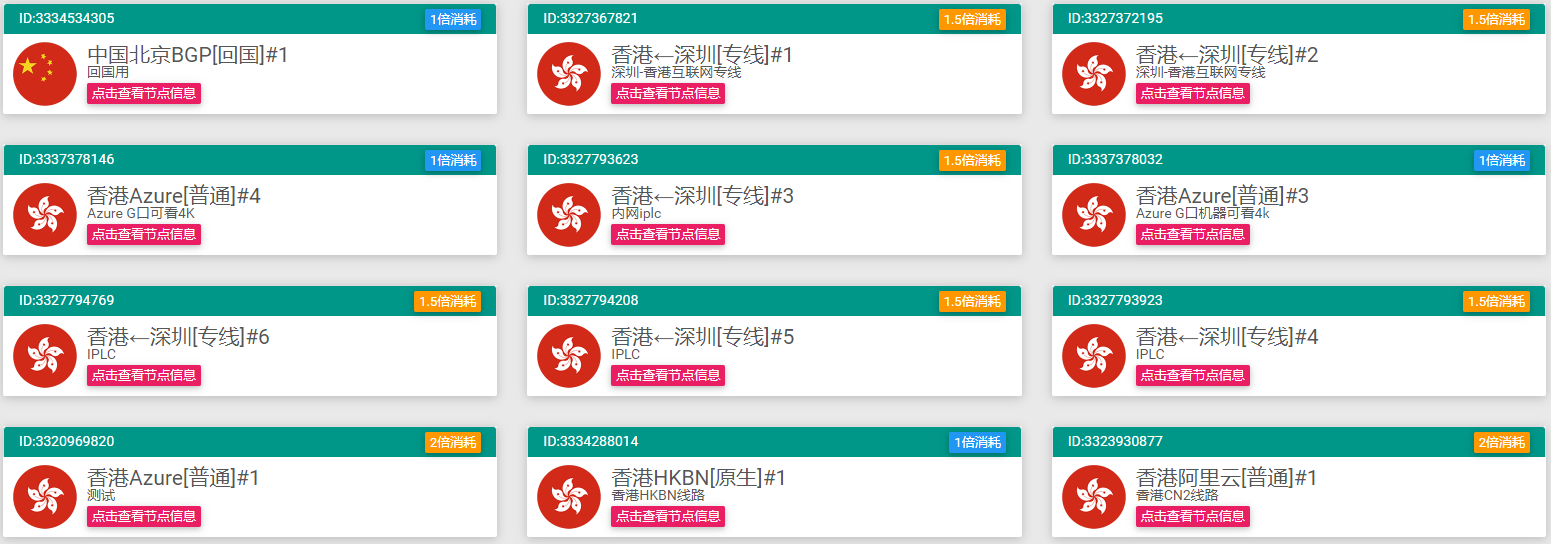 ID:3334534305 1倍消耗
中国北京BGP[回国]#1
回国用
点击查看节点信息
ID:3327367821 1.5倍消耗
香港←深圳[专线]#1
深圳-香港互联网专线
点击查看节点信息
ID:3327372195 1.5倍消耗
香港←深圳[专线]#2
深圳-香港互联网专线
点击查看节点信息
ID:3337378146 1倍消耗
香港Azure[普通]#4
Azure G口可看4K
点击查看节点信息
ID:3327793623 1.5倍消耗
香港←深圳[专线]#3
内网iplc
点击查看节点信息
ID:3337378032 1倍消耗
香港Azure[普通]#3
Azure G口机器可看4k
点击查看节点信息
ID:3327794769 1.5倍消耗
香港←深圳[专线]#6
IPLC
点击查看节点信息
ID:3327794208 1.5倍消耗
香港←深圳[专线]#5
IPLC
点击查看节点信息
ID:3327793923 1.5倍消耗
香港←深圳[专线]#4
IPLC
点击查看节点信息
ID:3320969820 2倍消耗
香港Azure[普通]#1
测试
点击查看节点信息
ID:3334288014 1倍消耗
香港HKBN[原生]#1
香港HKBN线路
点击查看节点信息
ID:3323930877 2倍消耗
香港阿里云[普通]#1
香港CN2线路
点击查看节点信息